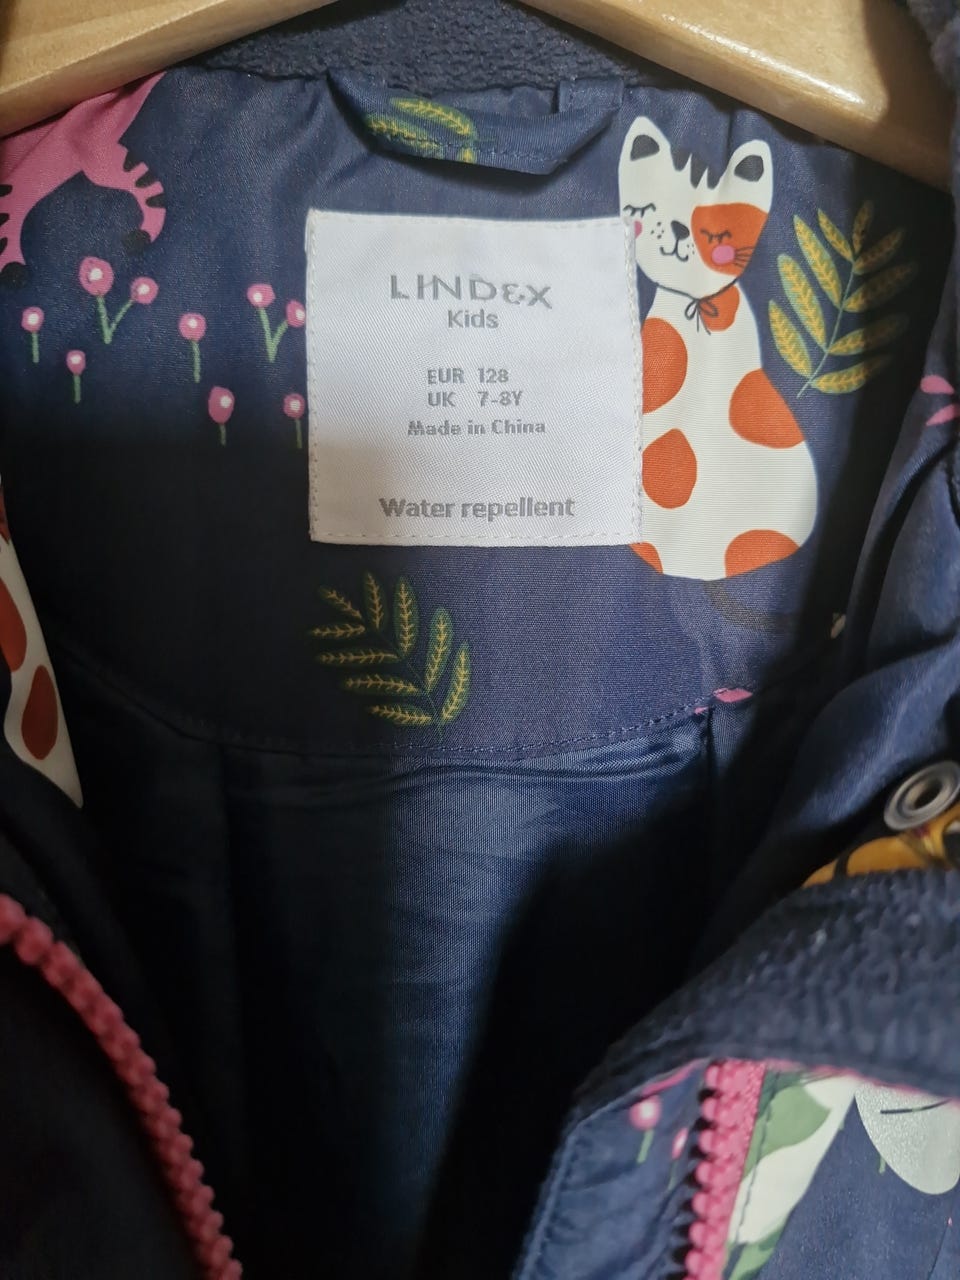 LINDEX
Kids
EUR 128
UK 7-8Y
Made in China
Water repellent